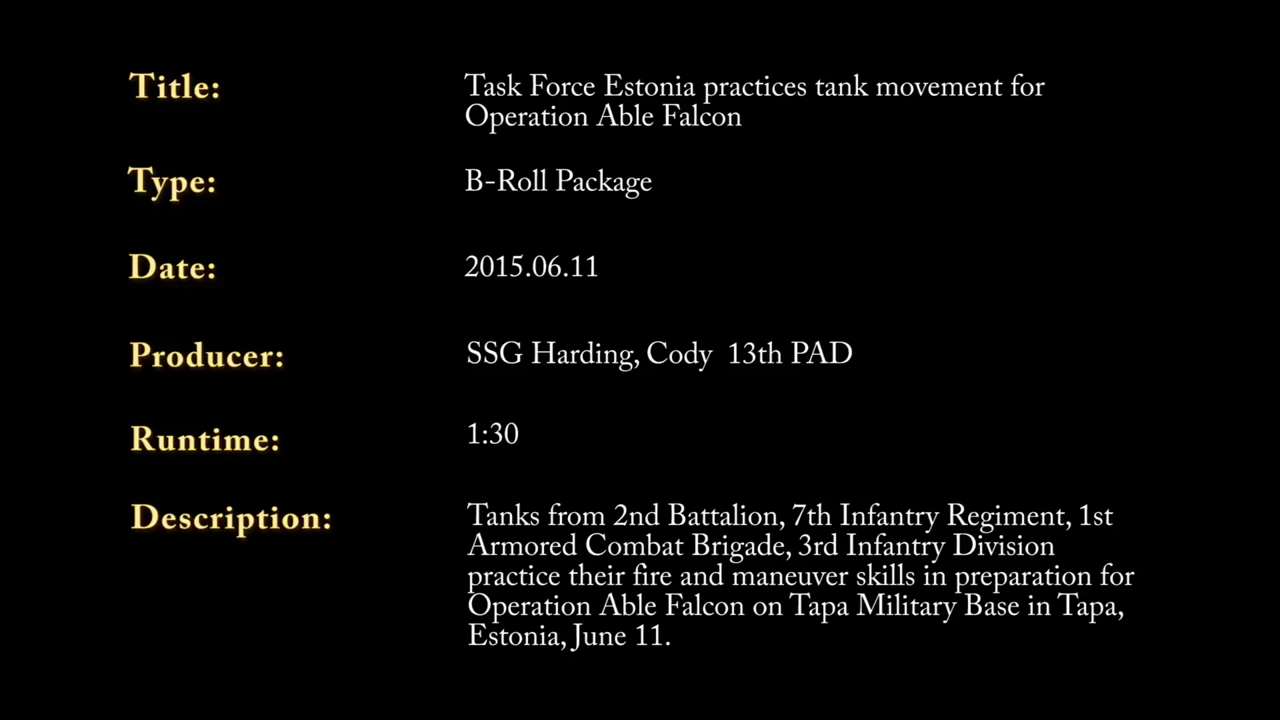 Title: Task Force Estonia practices tank movement for
Operation Able Falcon
Type: B-Roll Package
Date: 2015.06.11
Producer: SSG Harding, Cody  13th PAD
Runtime: 1:30
Description: Tanks from 2nd Battalion, 7th Infantry Regiment, 1st
Armored Combat Brigade, 3rd Infantry Division
practice their fire and maneuver skills in preparation for
Operation Able Falcon on Tapa Military Base in Tapa,
Estonia, June 11.